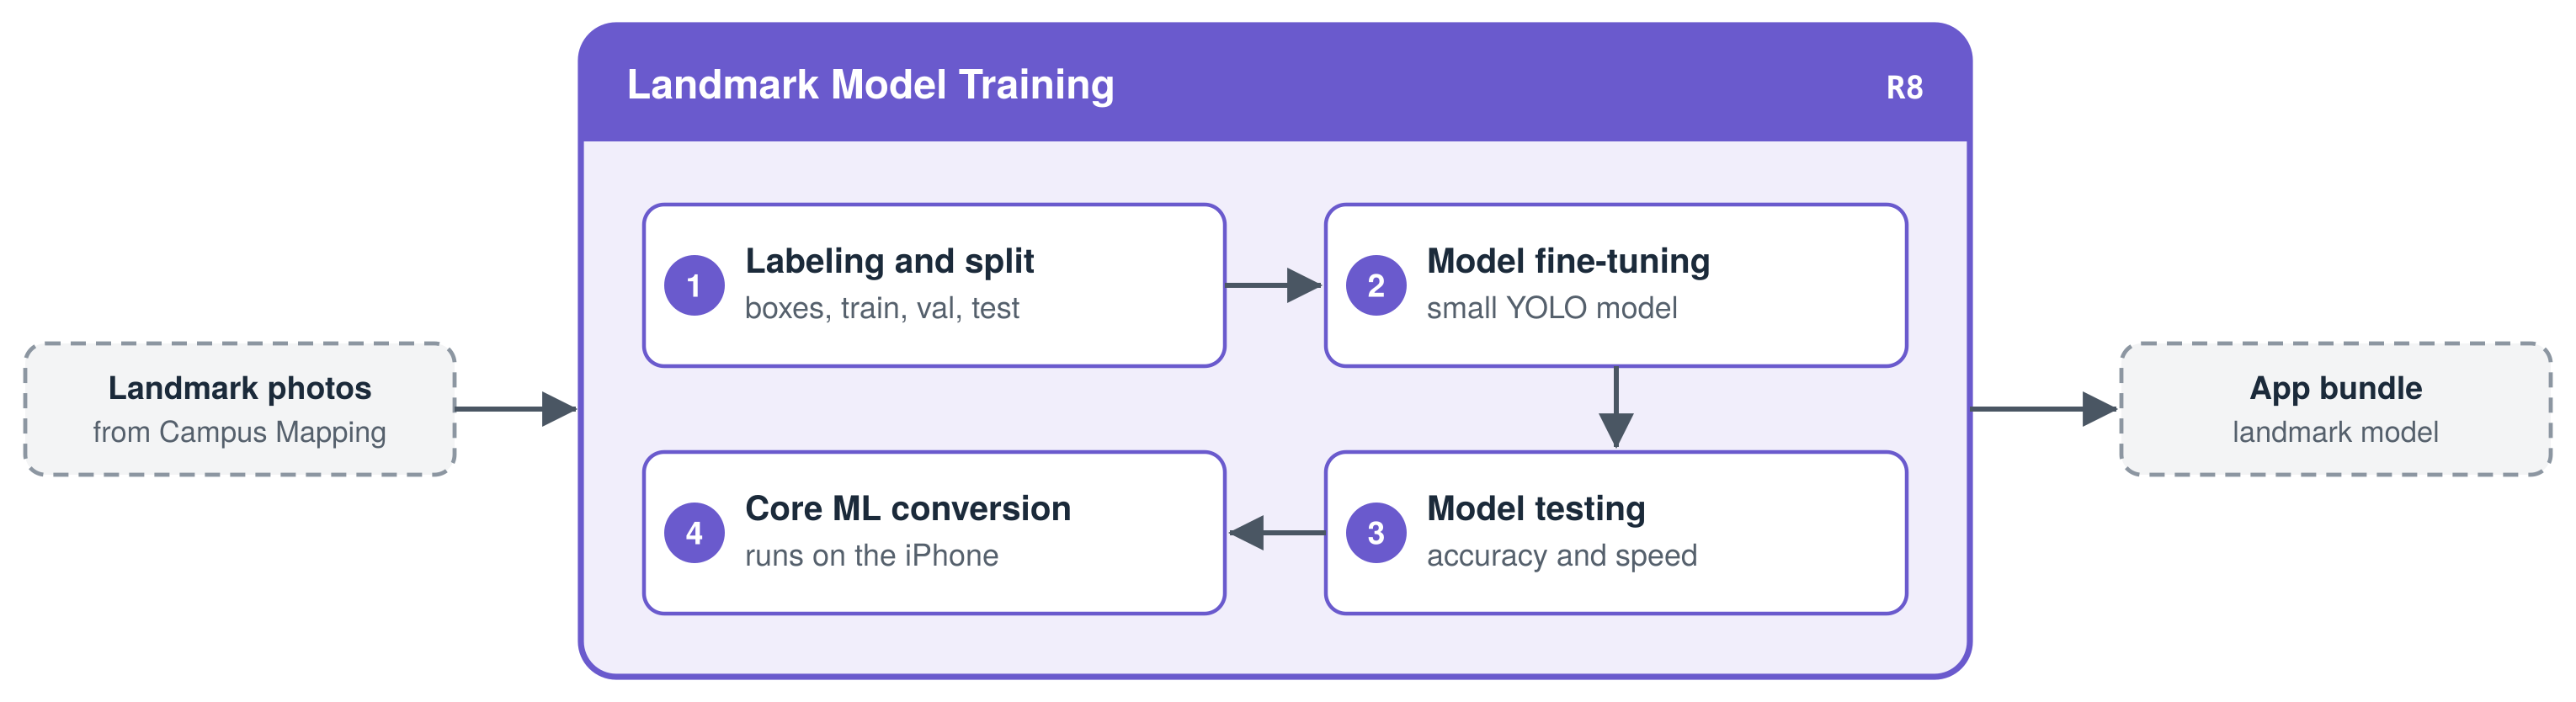 Landmark Model Training
R8
Landmark photos
from Campus Mapping
1
Labeling and split
boxes, train, val, test
2
Model fine-tuning
small YOLO model
3
Model testing
accuracy and speed
4
Core ML conversion
runs on the iPhone
App bundle
landmark model